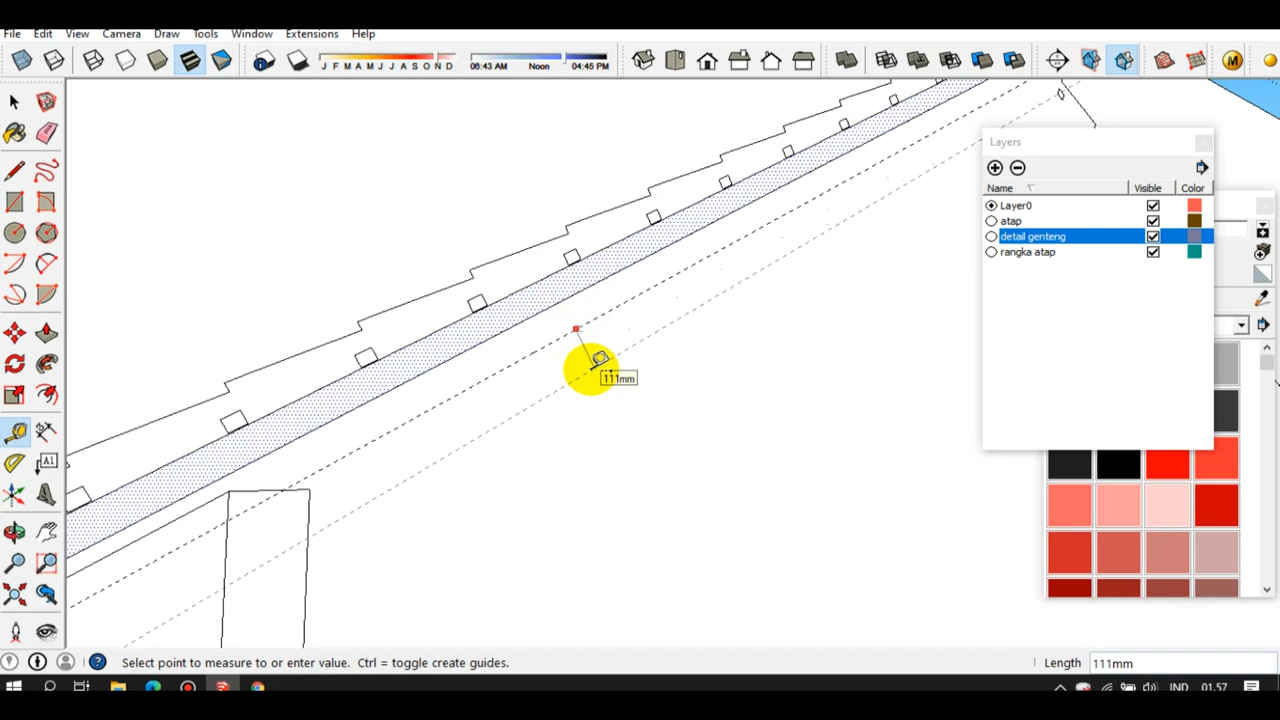 File Edit View Camera Draw Tools Window Extensions Help
J F M A M J J A S O N D
06:43 AM Noon 04:45 PM
M
Layers
Name Visible Color
Layer0
atap
detail genteng
rangka atap
111mm
A1
Select point to measure to or enter value. Ctrl = toggle create guides.
Length 111mm
IND 01.57